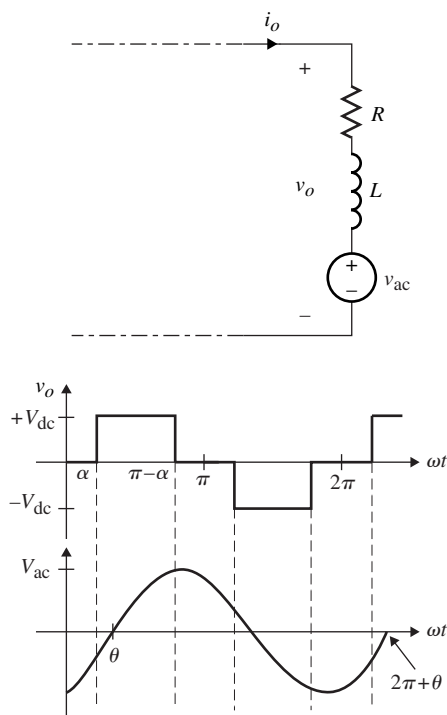 i_o
+
R
v_o
L
+
−
v_ac
−
v_o
+V_dc
α
π−α
π
2π
ωt
−V_dc
V_ac
ωt
θ
2π+θ